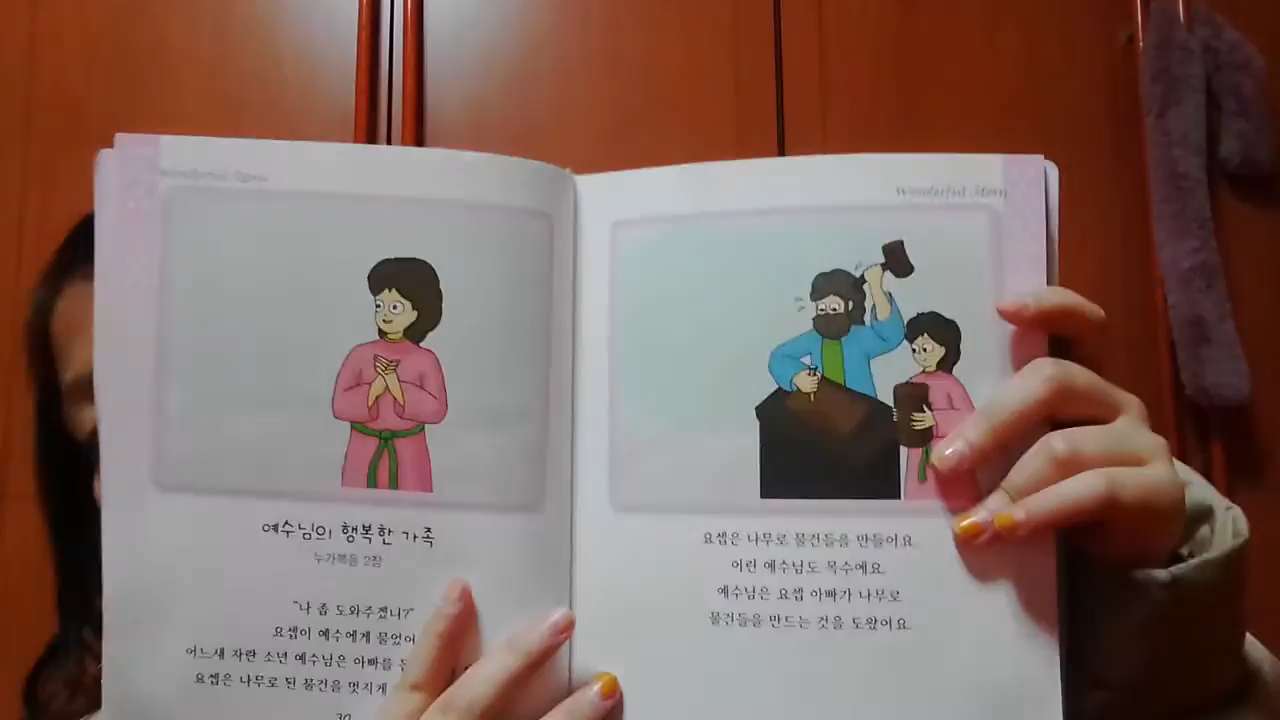 Wonderful Story
예수님의 행복한 가족
누가복음 2장
"나 좀 도와주겠니?"
요셉이 예수에게 물었어
어느새 자란 소년 예수님은 아빠를
요셉은 나무로 된 물건을 멋지게
30
Wonderful Story
요셉은 나무로 물건들을 만들어요.
어린 예수님도 목수예요.
예수님은 요셉 아빠가 나무로
물건들을 만드는 것을 도왔어요.